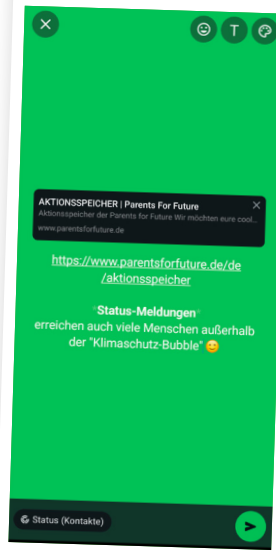 T
AKTIONSSPEICHER | Parents For Future
Aktionsspeicher der Parents for Future Wir möchten eure cool...
www.parentsforfuture.de
https://www.parentsforfuture.de/de
/aktionsspeicher
*Status-Meldungen*
erreichen auch viele Menschen außerhalb
der "Klimaschutz-Bubble" 😊
Status (Kontakte)